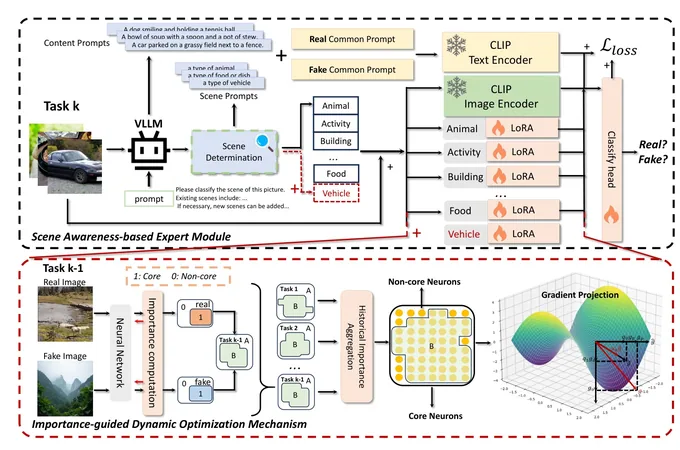 Content Prompts
A dog smiling and holding a tennis ball.
A bowl of soup with a spoon and a pot of stew.
A car parked on a grassy field next to a fence.
a type of animal
a type of food or dish
a type of vehicle
Scene Prompts
Real Common Prompt
Fake Common Prompt
CLIP
Text Encoder
CLIP
Image Encoder
Task k
VLLM
Scene
Determination
prompt
Please classify the scene of this picture.
Existing scenes include: ...
If necessary, new scenes can be added...
Animal
Activity
Building
...
Food
Vehicle
Animal
LoRA
Activity
LoRA
Building
LoRA
...
Food
LoRA
Vehicle
LoRA
Classify head
Real?
Fake?
ℒloss
Scene Awareness-based Expert Module
Task k-1
Real Image
Fake Image
1: Core 0: Non-core
Neural Network
Importance computation
0
real
1
0
fake
1
Task k-1 A
B
Task 1 A
B
Task 2 A
B
...
Task k-1 A
B
Historical Importance
Aggregation
Non-core Neurons
A
B
Core Neurons
Gradient Projection
Importance-guided Dynamic Optimization Mechanism